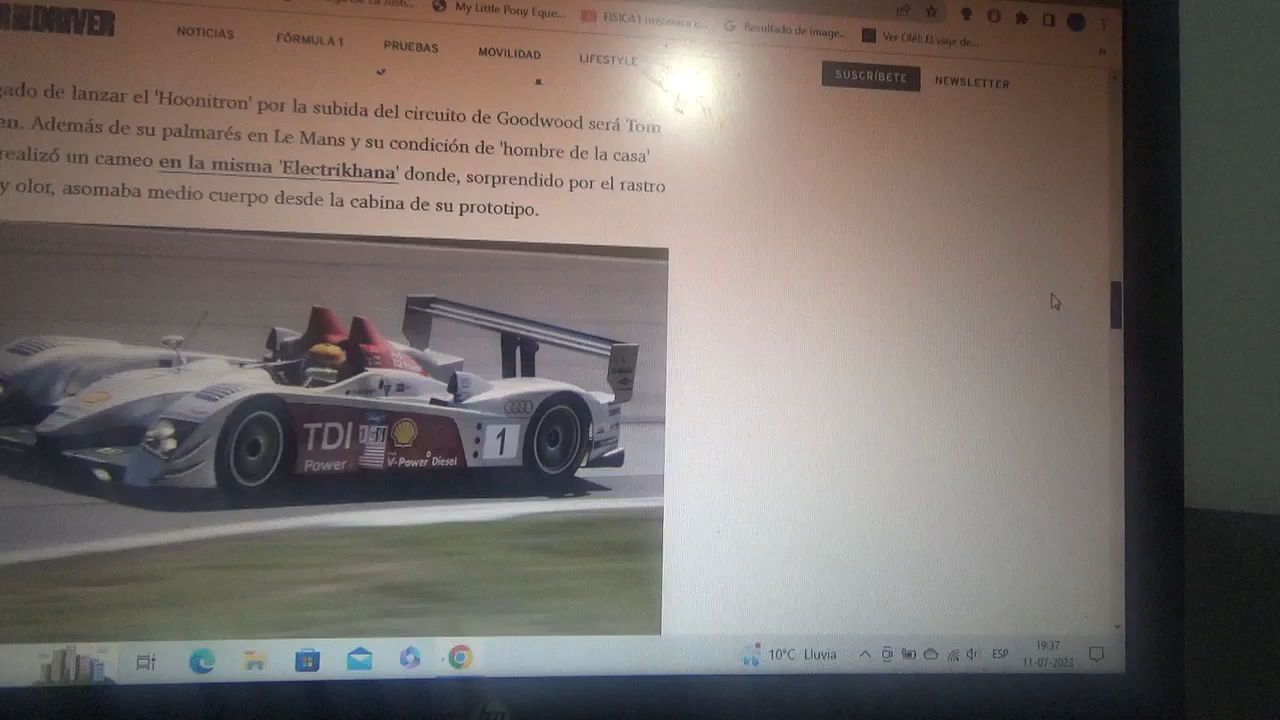 My Little Pony Eque...
FISICA I mecánica c...
Resultado de image...
Ver Olé!: El viaje de...
DRIVER
NOTICIAS
FÓRMULA 1
PRUEBAS
MOVILIDAD
LIFESTYLE
SUSCRÍBETE
NEWSLETTER
gado de lanzar el 'Hoonitron' por la subida del circuito de Goodwood será Tom
en. Además de su palmarés en Le Mans y su condición de 'hombre de la casa'
realizó un cameo en la misma 'Electrikhana' donde, sorprendido por el rastro
y olor, asomaba medio cuerpo desde la cabina de su prototipo.
TDI
Power
V-Power Diesel
1
10°C Lluvia
ESP
19:37
11-07-2023
hp